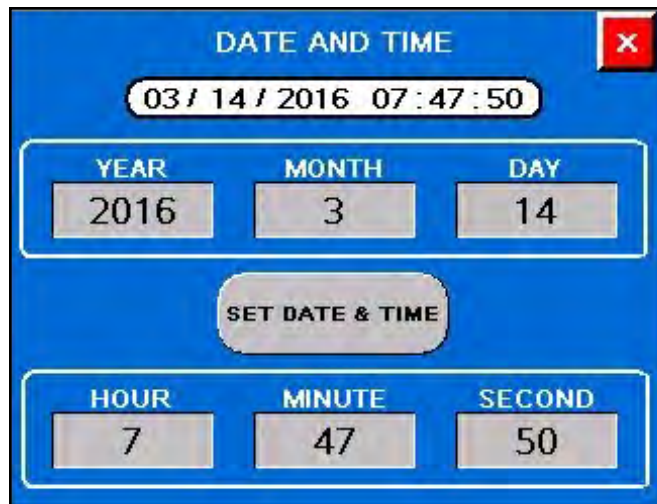 DATE AND TIME
X
03 / 14 / 2016 07 : 47 : 50
YEAR MONTH DAY
2016 3 14
SET DATE & TIME
HOUR MINUTE SECOND
7 47 50